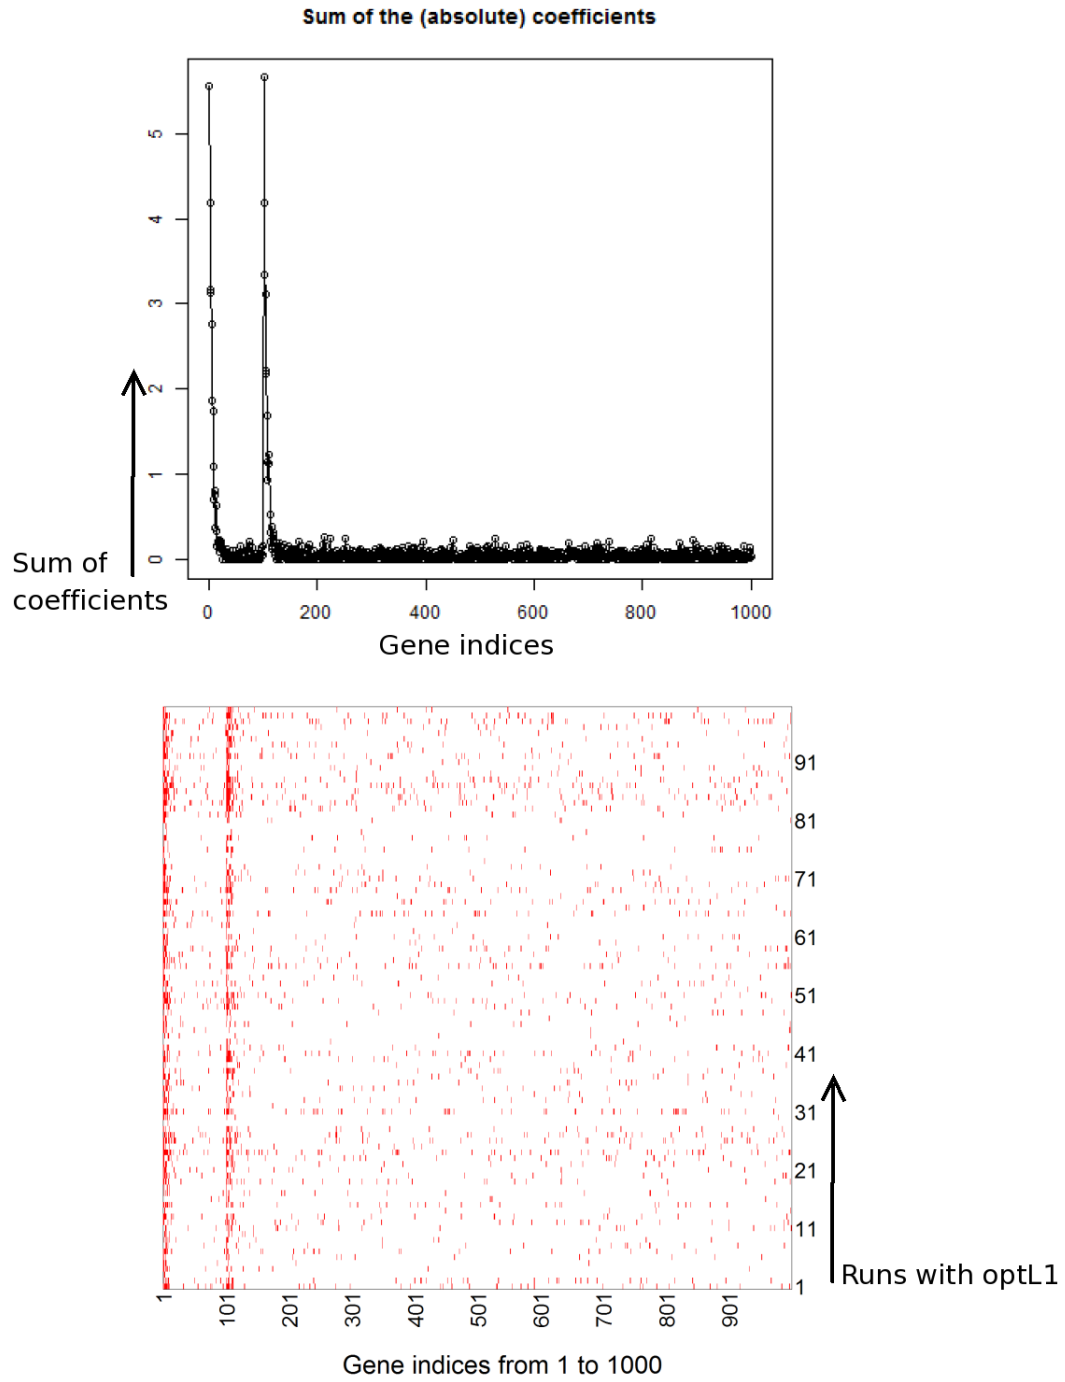 Sum of the (absolute) coefficients
5
4
3
2
1
0
Sum of
coefficients
0 200 400 600 800 1000
Gene indices
91
81
71
61
51
41
31
21
11
1
Runs with optL1
1 101 201 301 401 501 601 701 801 901
Gene indices from 1 to 1000